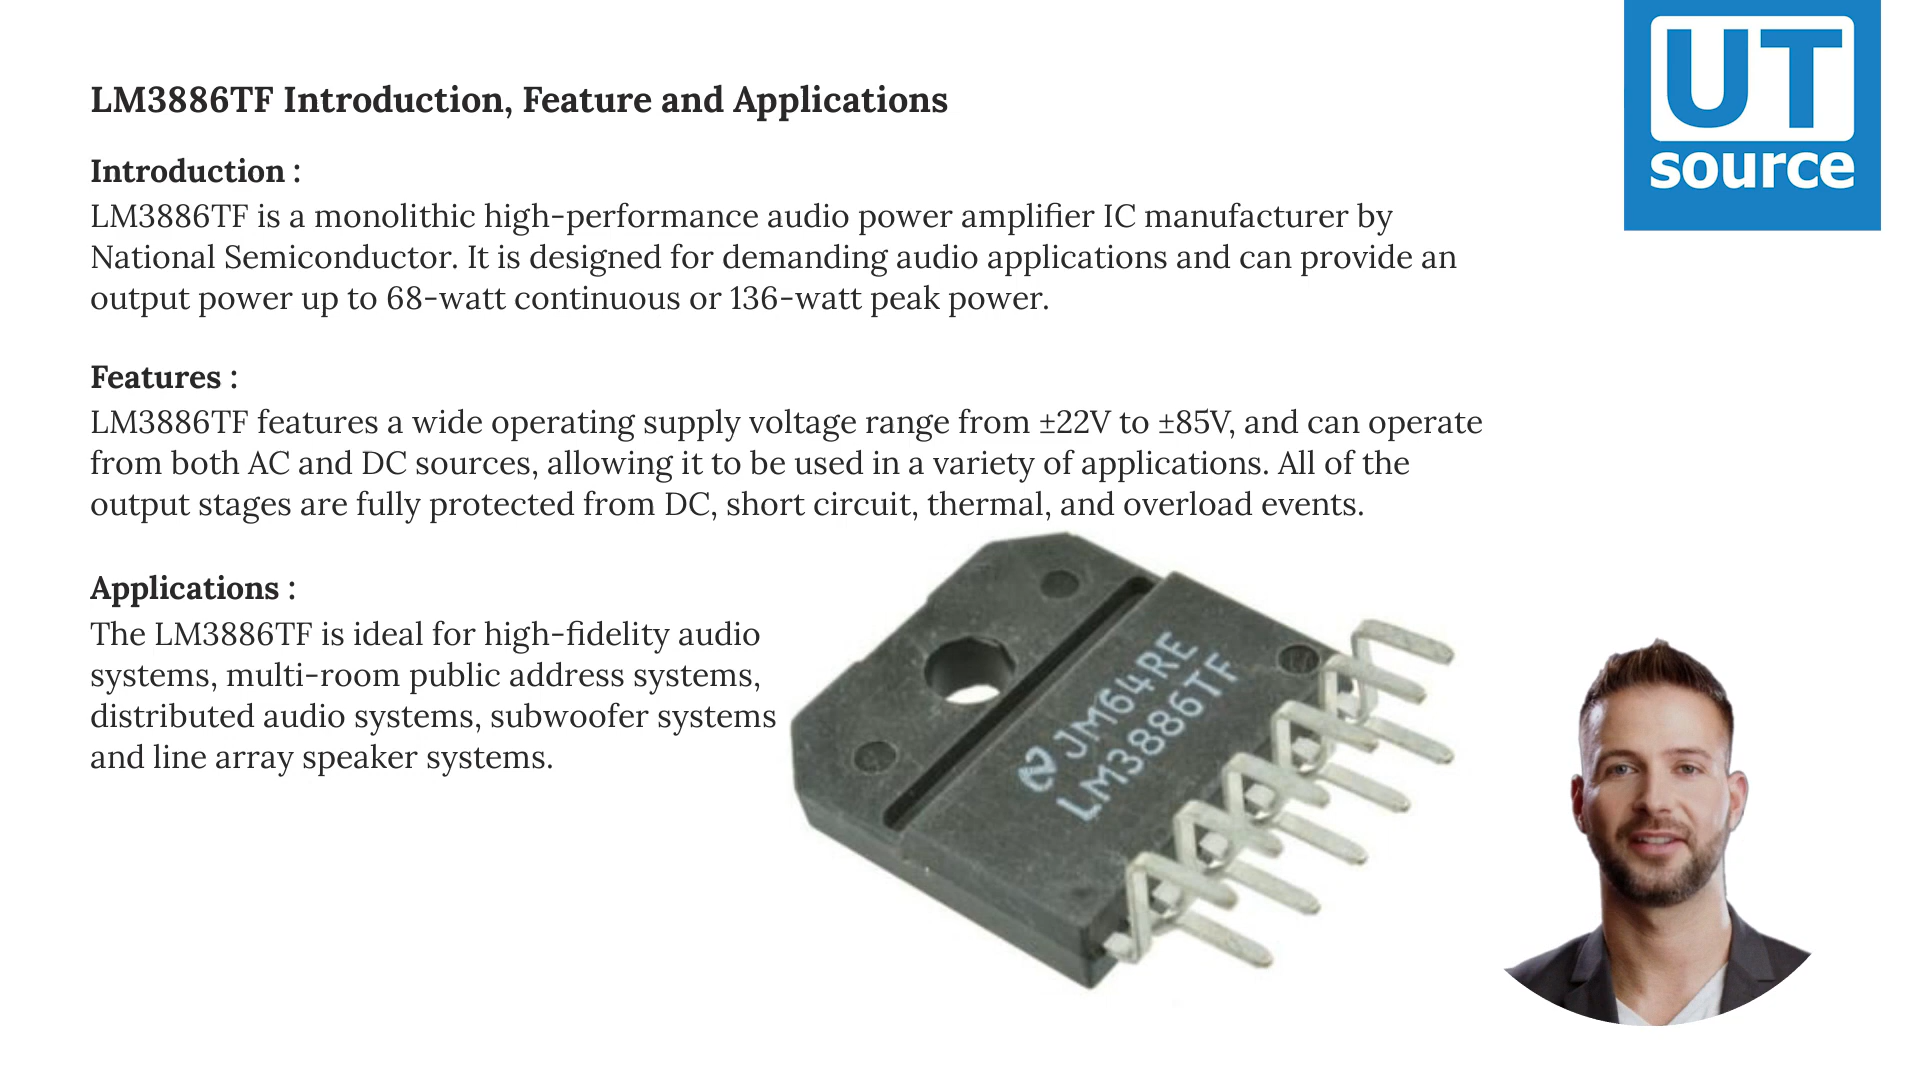 UT
source
LM3886TF Introduction, Feature and Applications
Introduction :
LM3886TF is a monolithic high-performance audio power amplifier IC manufacturer by
National Semiconductor. It is designed for demanding audio applications and can provide an
output power up to 68-watt continuous or 136-watt peak power.
Features :
LM3886TF features a wide operating supply voltage range from ±22V to ±85V, and can operate
from both AC and DC sources, allowing it to be used in a variety of applications. All of the
output stages are fully protected from DC, short circuit, thermal, and overload events.
Applications :
The LM3886TF is ideal for high-fidelity audio
systems, multi-room public address systems,
distributed audio systems, subwoofer systems
and line array speaker systems.
JM64RE
LM3886TF